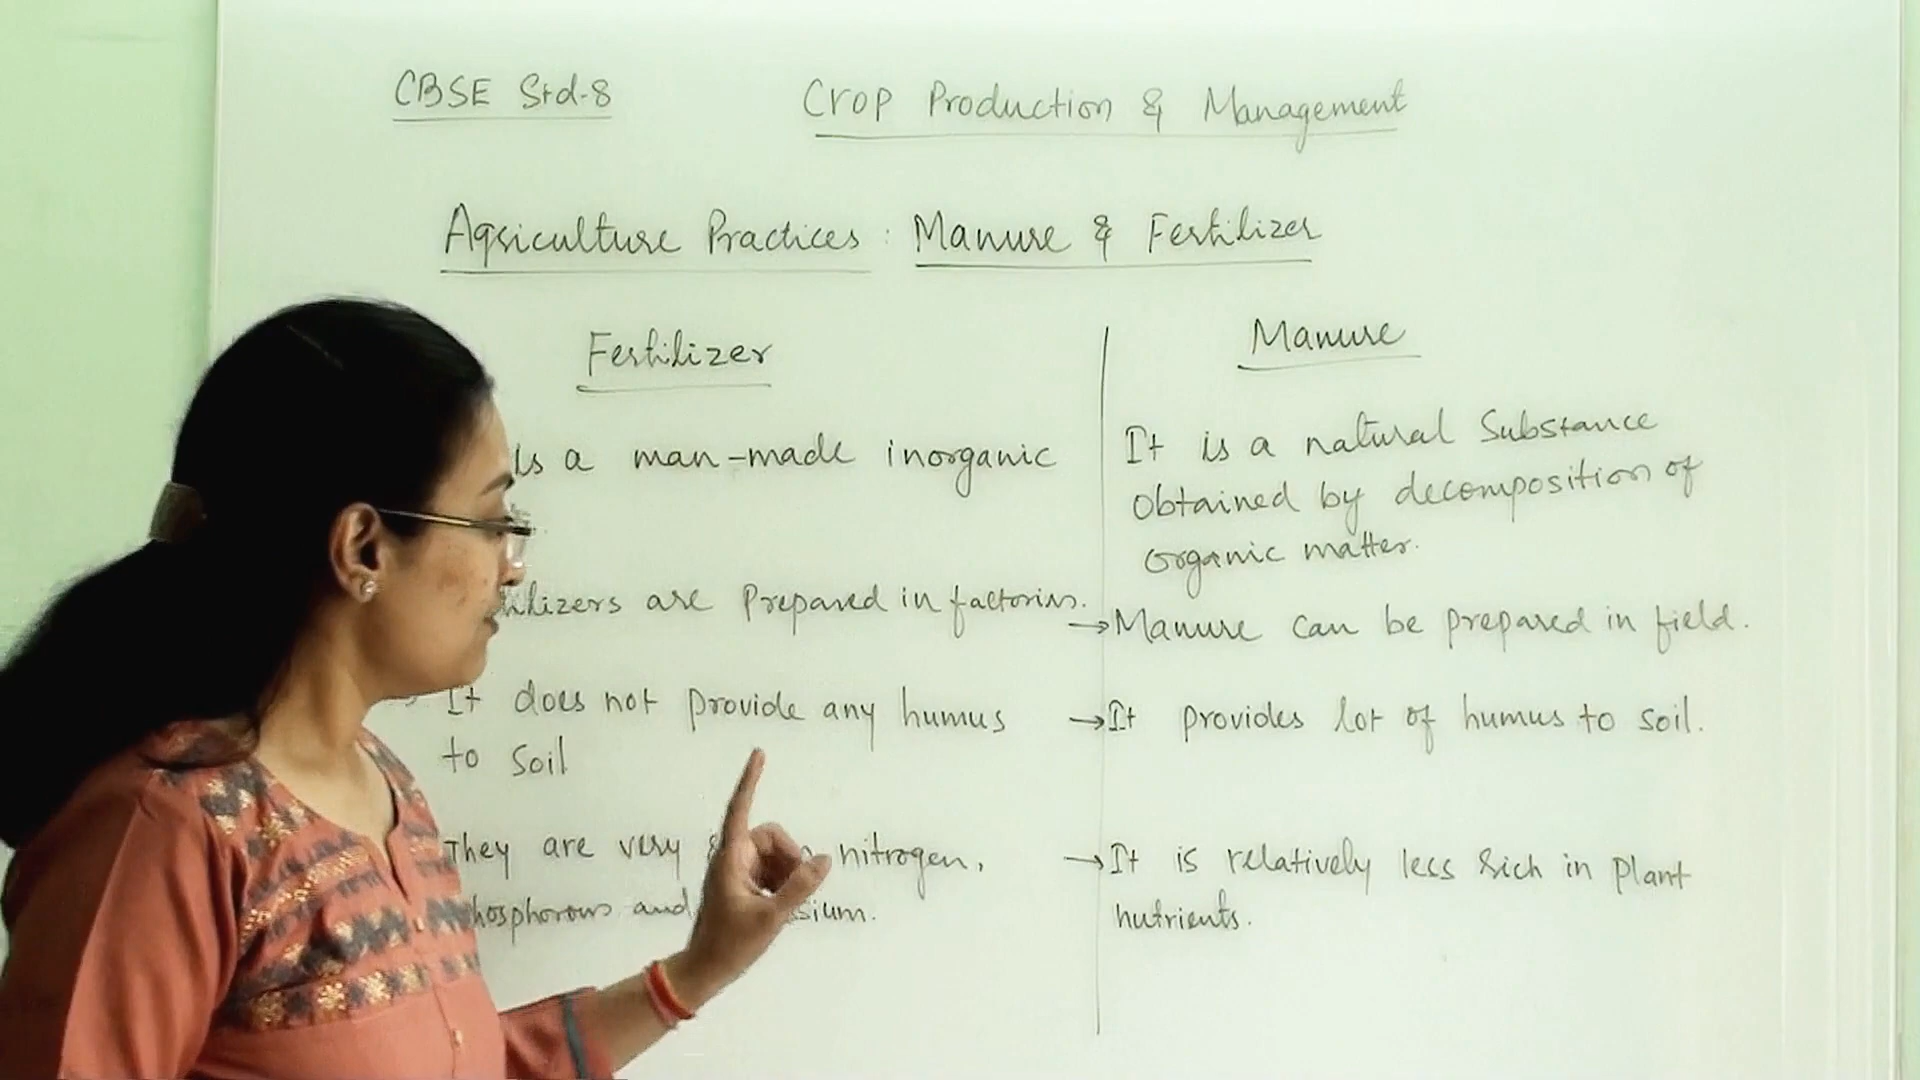 CBSE Std-8
Crop Production & Management
Agriculture Practices : Manure & Fertilizer
Fertilizer
is a man-made inorganic
are prepared in factories.
It does not provide any humus
to soil
They are very nitrogen,
and
Manure
It is a natural substance
obtained by decomposition of
organic matter.
→ Manure can be prepared in field.
→ It provides lot of humus to soil.
→ It is relatively less rich in plant
nutrients.